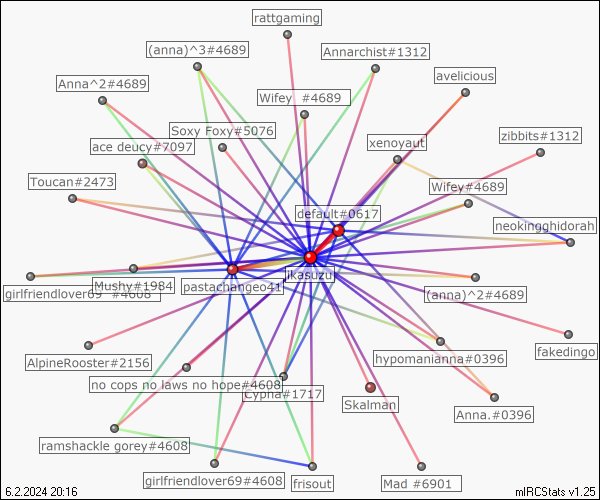 rattgaming
(anna)^3#4689
Annarchist#1312
avelicious
Anna^2#4689
Wifey #4689
Soxy Foxy#5076
zibbits#1312
ace deucy#7097
xenoyaut
Toucan#2473
Wifey#4689
default#0617
neokingghidorah
jkasuzu
Mushy#1984
pastachangeo41
girlfriendlover69 #4608
(anna)^2#4689
AlpineRooster#2156
hypomanianna#0396
fakedingo
no cops no laws no hope#4608
Cypha#1717
Skalman
Anna.#0396
ramshackle gorey#4608
girlfriendlover69#4608
frisout
Mad #6901
6.2.2024 20:16
mIRCStats v1.25